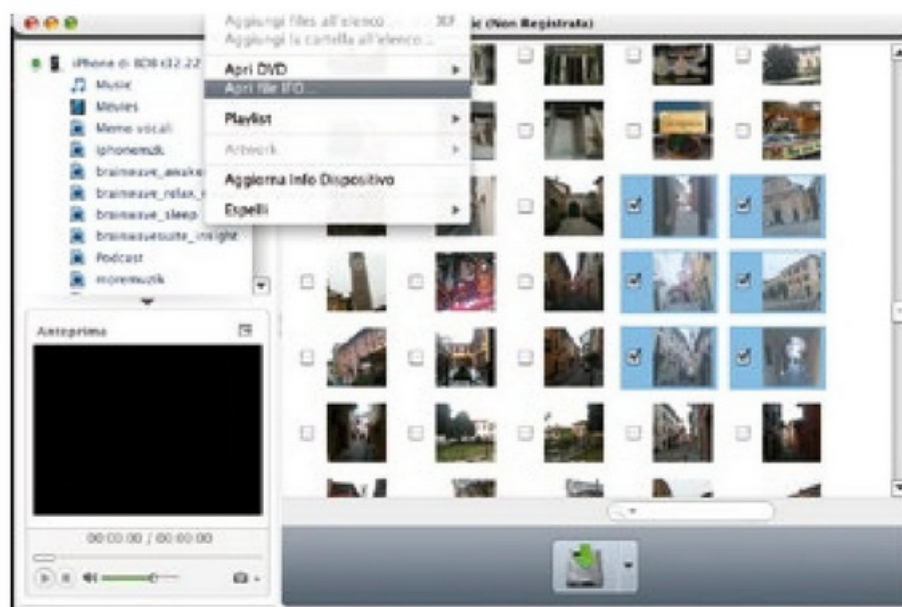 Aggiungi files all'elenco... ⌘F
Aggiungi la cartella all'elenco...
Apri DVD
Apri file IFO...
Playlist
Artwork
Aggiorna Info Dispositivo
Espelli
(Non Registrata)
iPhone di
Music
Movies
Memo vocali
iphonemzk
brainwave_awake
brainwave_relax
brainwave_sleep
brainwavesuite_insight
Podcast
moremuzik
Anteprima
00:00:00 / 00:00:00